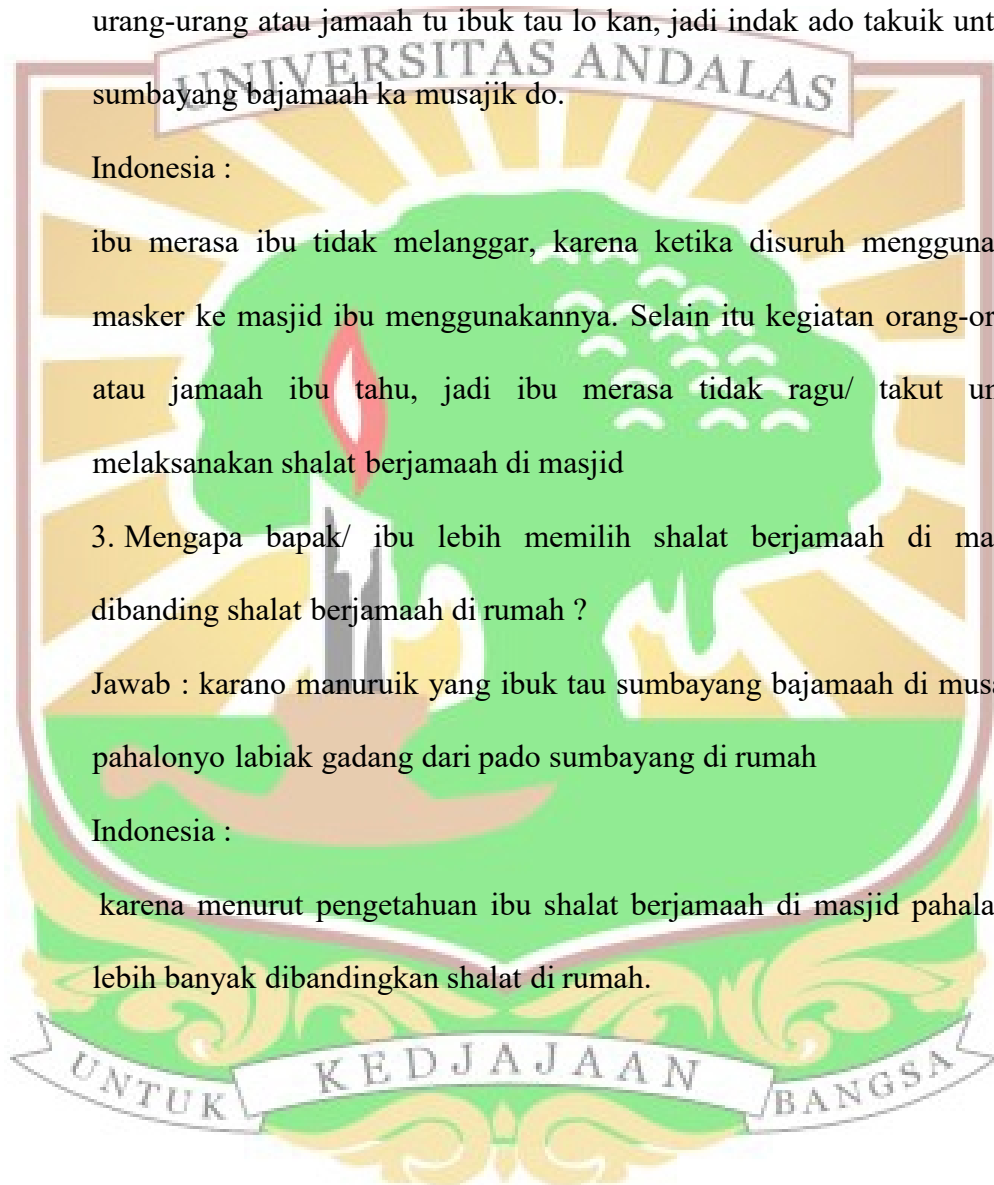 urang-urang atau jamaah tu ibuk tau lo kan, jadi indak ado takuik unt
UNIVERSITAS ANDALAS
sumbayang bajamaah ka musajik do.
Indonesia :
ibu merasa ibu tidak melanggar, karena ketika disuruh mengguna
masker ke masjid ibu menggunakannya. Selain itu kegiatan orang-or
atau jamaah ibu tahu, jadi ibu merasa tidak ragu/ takut un
melaksanakan shalat berjamaah di masjid
3. Mengapa bapak/ ibu lebih memilih shalat berjamaah di ma
dibanding shalat berjamaah di rumah ?
Jawab : karano manuruik yang ibuk tau sumbayang bajamaah di musa
pahalonyo labiak gadang dari pado sumbayang di rumah
Indonesia :
karena menurut pengetahuan ibu shalat berjamaah di masjid pahala
lebih banyak dibandingkan shalat di rumah.
UNTUK KEDJAJAAN BANGSA